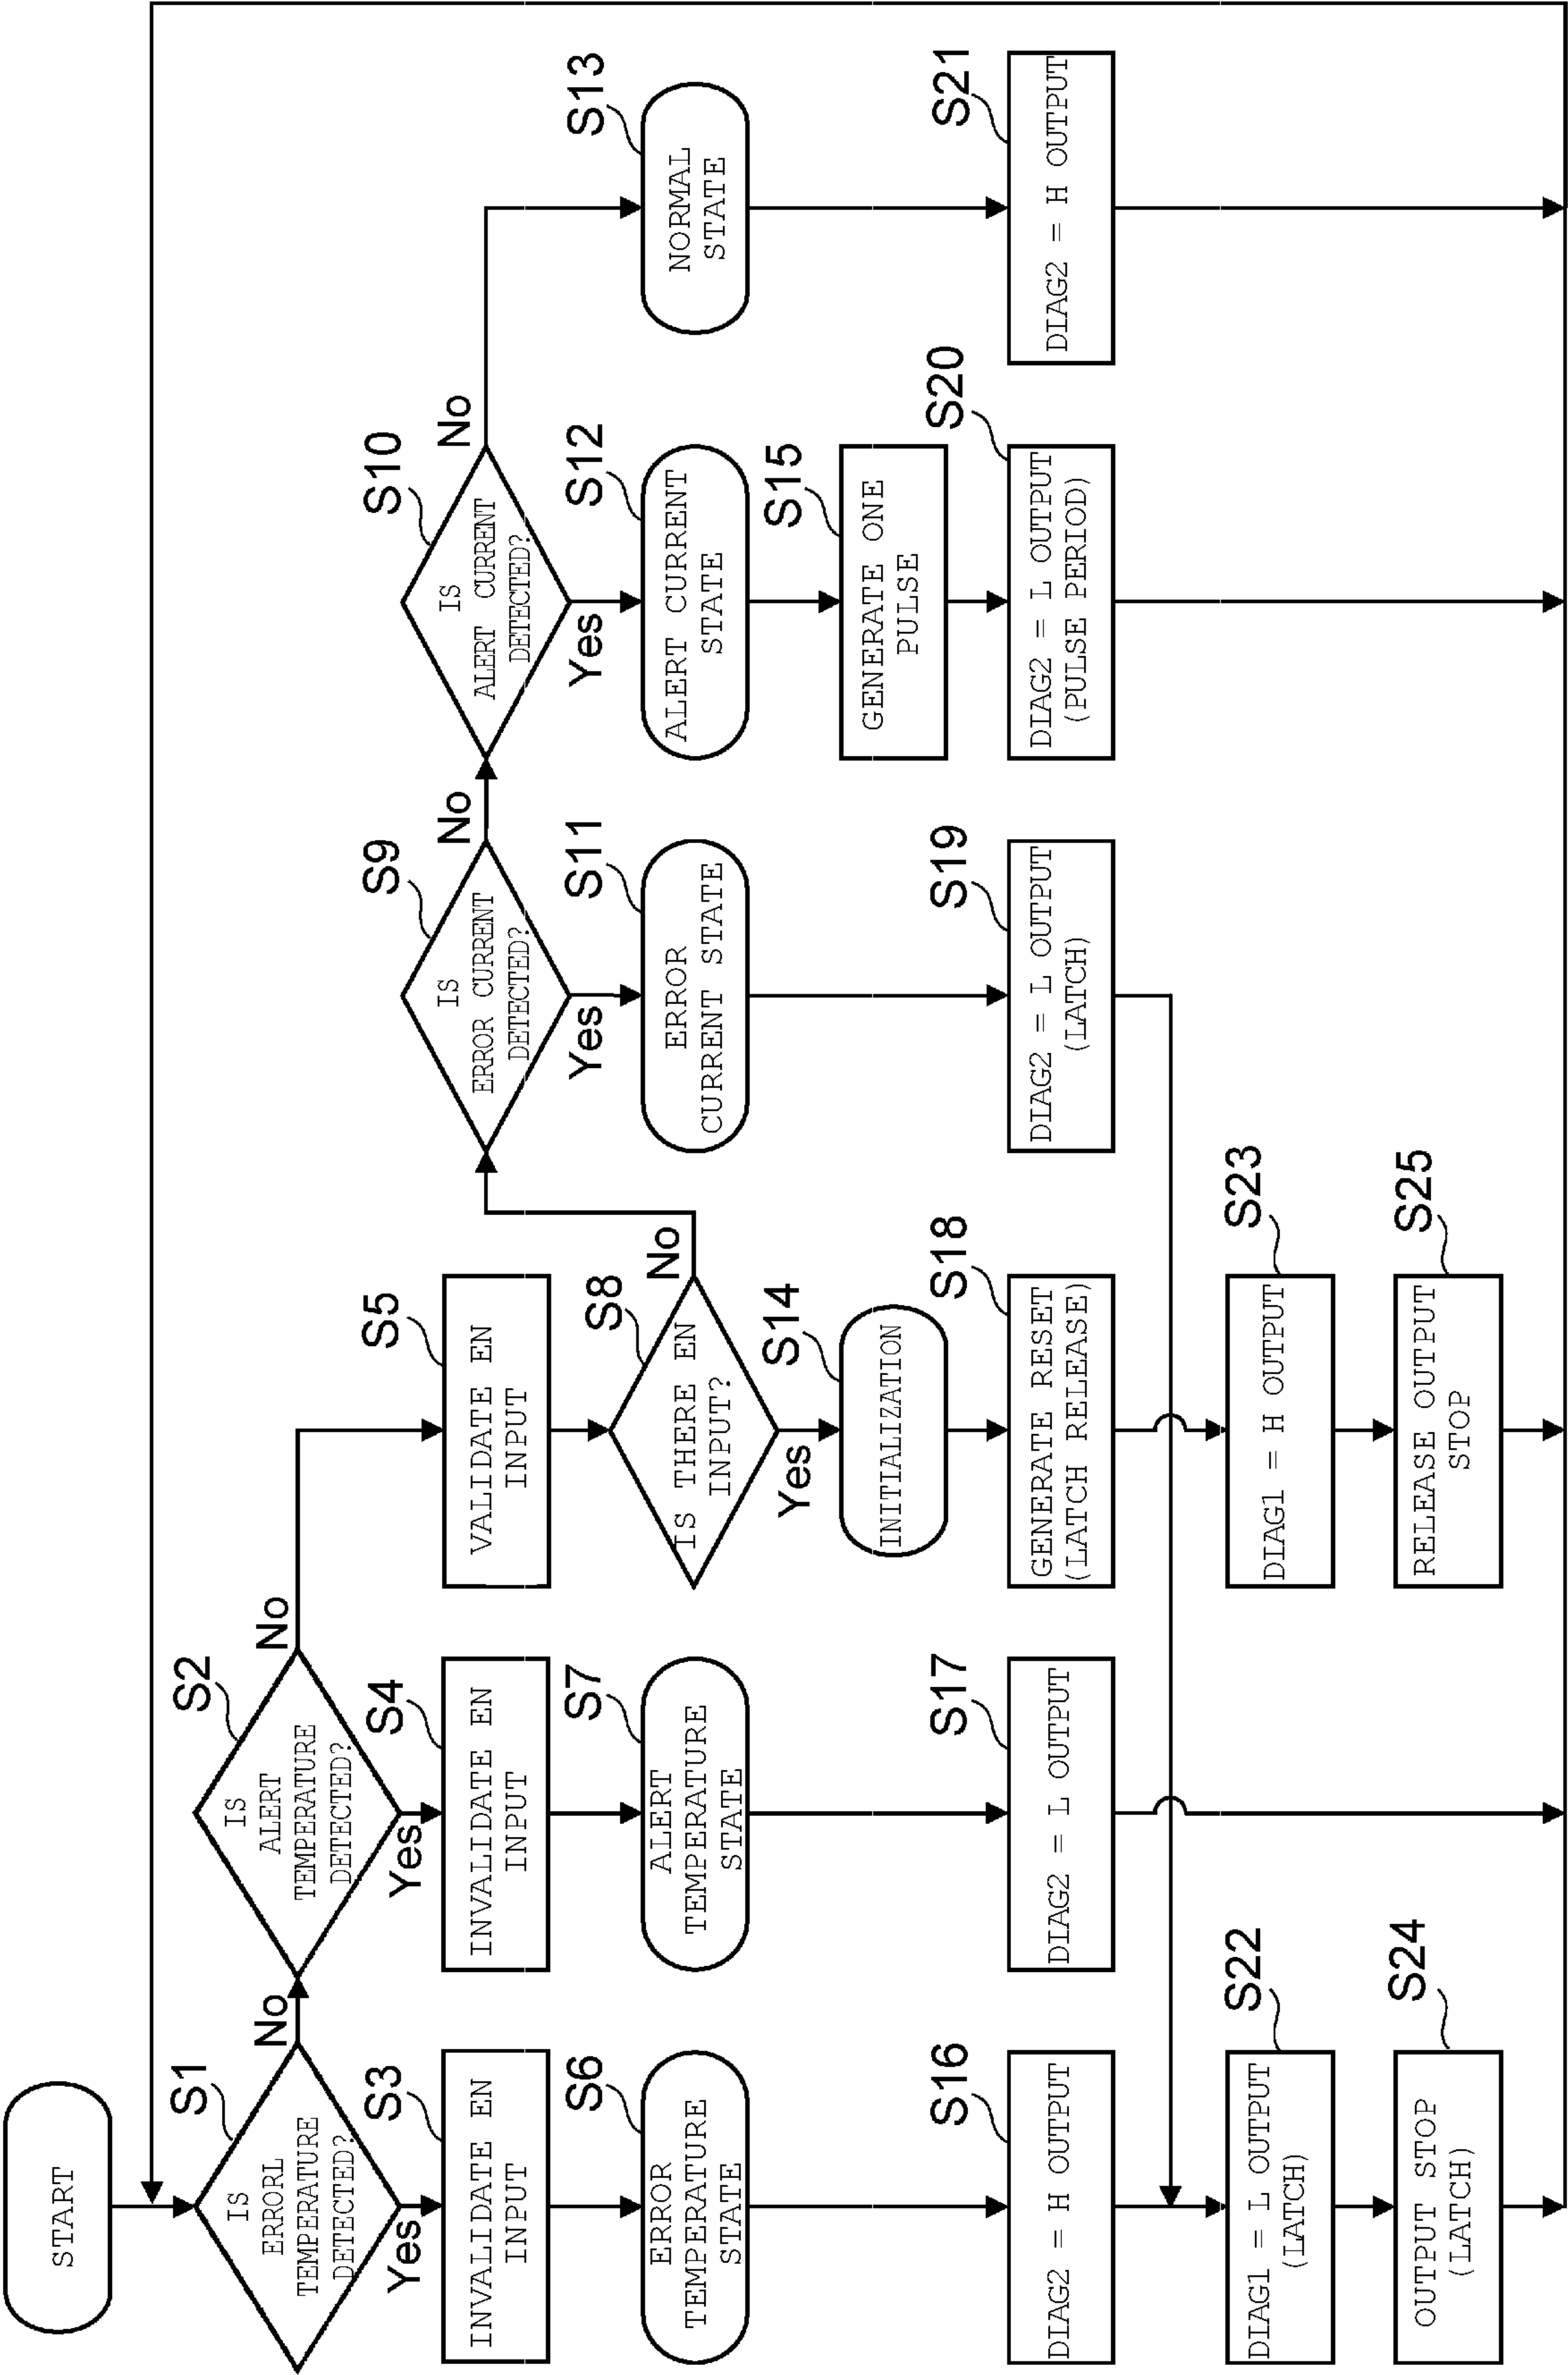 START
S1
IS
ERRORL
TEMPERATURE
DETECTED?
No
Yes
S2
IS
ALERT
TEMPERATURE
DETECTED?
No
Yes
S3
INVALIDATE EN
INPUT
S4
INVALIDATE EN
INPUT
S5
VALIDATE EN
INPUT
S6
ERROR
TEMPERATURE
STATE
S7
ALERT
TEMPERATURE
STATE
S8
IS THERE EN
INPUT?
No
Yes
S9
IS
ERROR CURRENT
DETECTED?
No
Yes
S10
IS
ALERT CURRENT
DETECTED?
No
Yes
S11
ERROR
CURRENT STATE
S12
ALERT CURRENT
STATE
S13
NORMAL
STATE
S14
INITIALIZATION
S15
GENERATE ONE
PULSE
S16
DIAG2 = H OUTPUT
S17
DIAG2 = L OUTPUT
S18
GENERATE RESET
(LATCH RELEASE)
S19
DIAG2 = L OUTPUT
(LATCH)
S20
DIAG2 = L OUTPUT
(PULSE PERIOD)
S21
DIAG2 = H OUTPUT
S22
DIAG1 = L OUTPUT
(LATCH)
S23
DIAG1 = H OUTPUT
S24
OUTPUT STOP
(LATCH)
S25
RELEASE OUTPUT
STOP